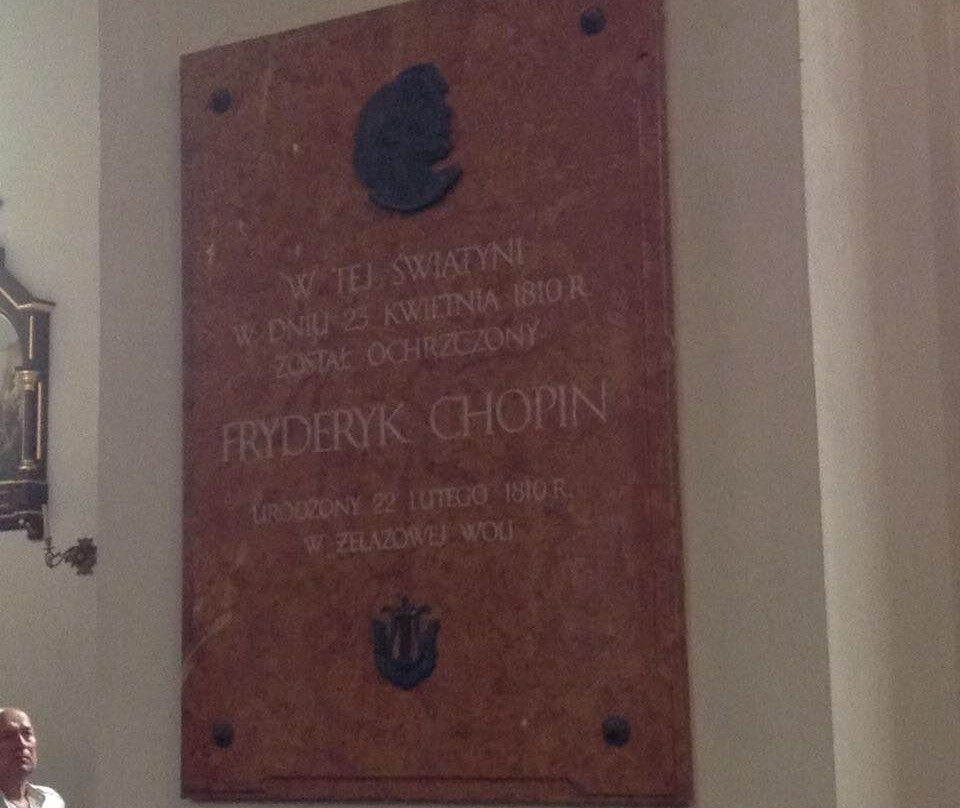 W TEJ ŚWIĄTYNI
W DNIU 23 KWIETNIA 1810 R.
ZOSTAŁ OCHRZCZONY
FRYDERYK CHOPIN
URODZONY 22 LUTEGO 1810 R.
W ŻELAZOWEJ WOLI